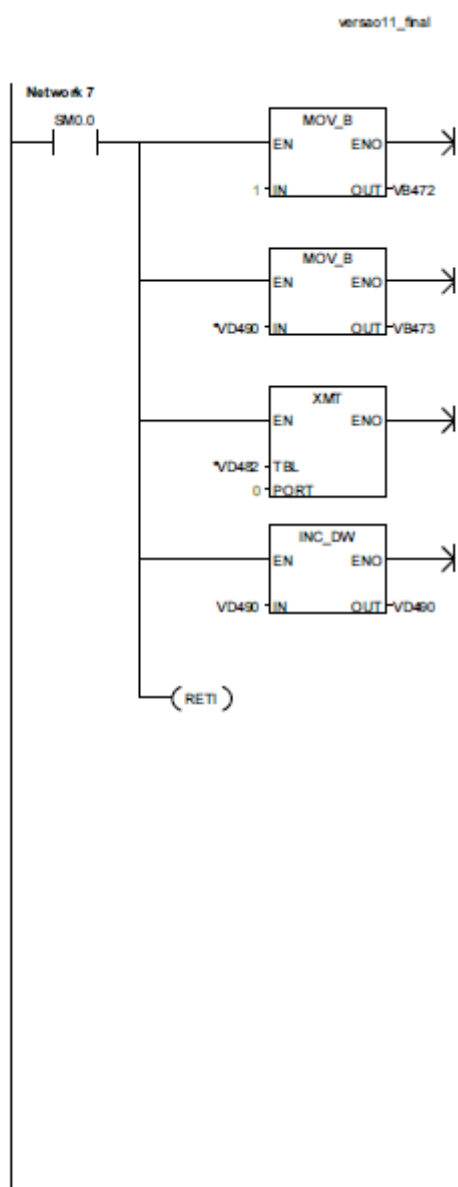 versao11_final
Network 7
SM0.0
MOV_B
EN ENO
1 IN OUT VB472
MOV_B
EN ENO
*VD490 IN OUT VB473
XMT
EN ENO
*VD482 TBL
0 PORT
INC_DW
EN ENO
VD490 IN OUT VD490
RETI